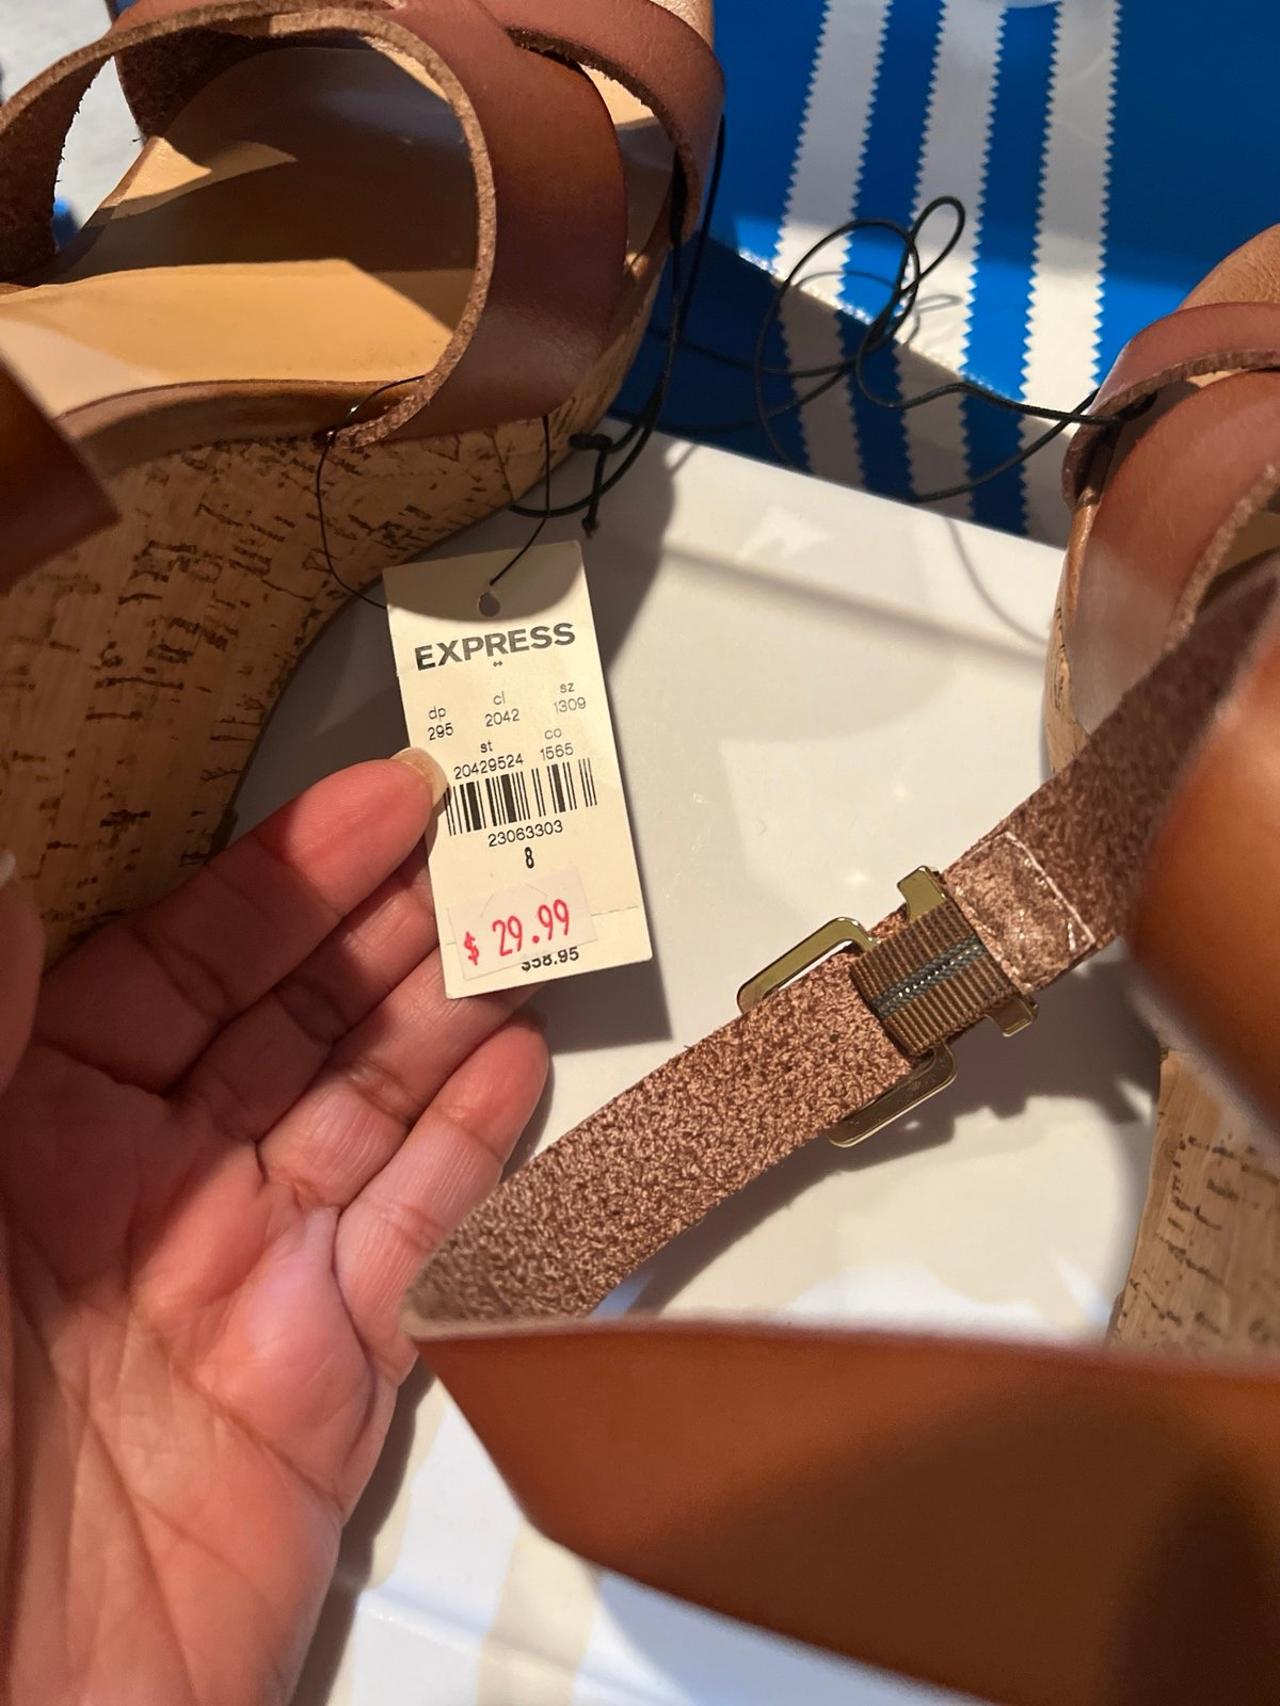 EXPRESS
dp cl sz
295 2042 1309
st co
20429524 1565
23063303
8
$ 29.99
$58.95